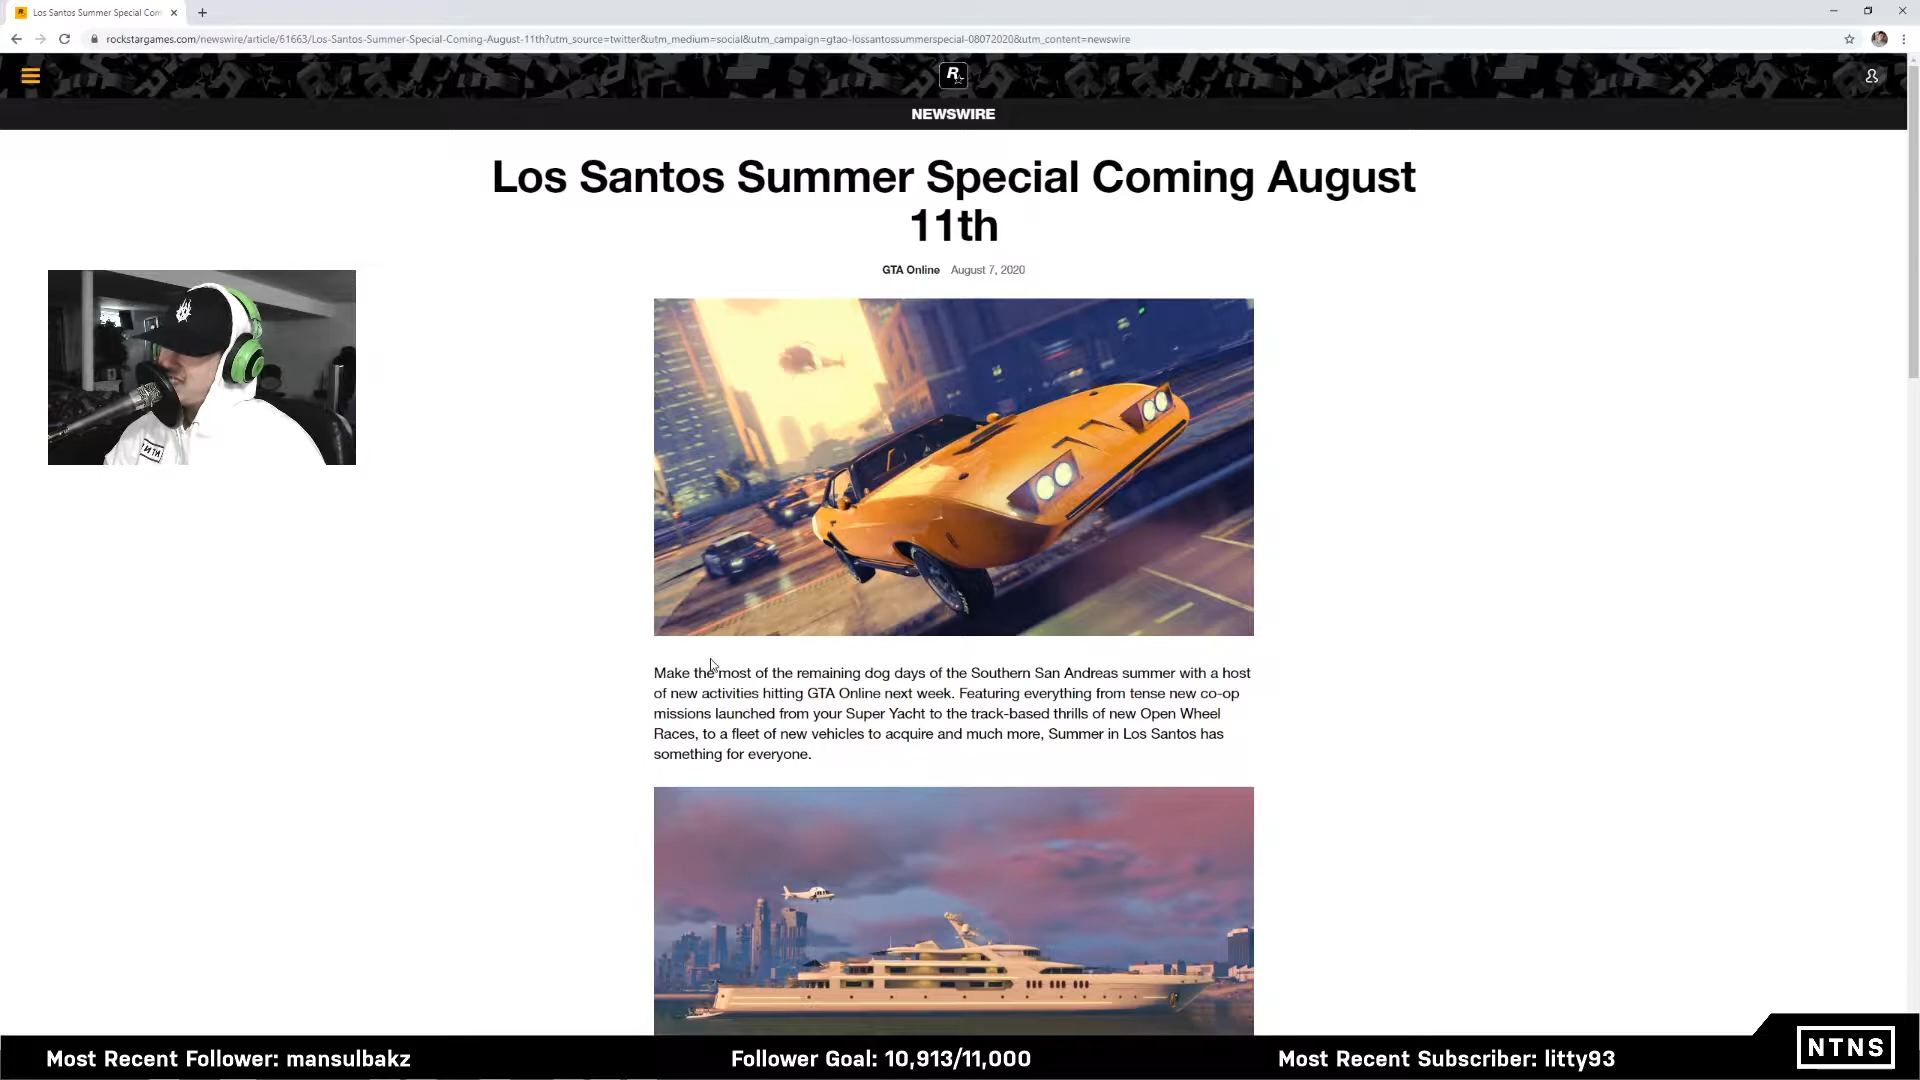 Los Santos Summer Special Com
rockstargames.com/newswire/article/61663/Los-Santos-Summer-Special-Coming-August-11th?utm_source=twitter&utm_medium=social&utm_campaign=gtao-lossantossummerspecial-08072020&utm_content=newswire
R
NEWSWIRE
Los Santos Summer Special Coming August
11th
GTA Online August 7, 2020
Make the most of the remaining dog days of the Southern San Andreas summer with a host
of new activities hitting GTA Online next week. Featuring everything from tense new co-op
missions launched from your Super Yacht to the track-based thrills of new Open Wheel
Races, to a fleet of new vehicles to acquire and much more, Summer in Los Santos has
something for everyone.
Most Recent Follower: mansulbakz
Follower Goal: 10,913/11,000
Most Recent Subscriber: litty93
NTNS